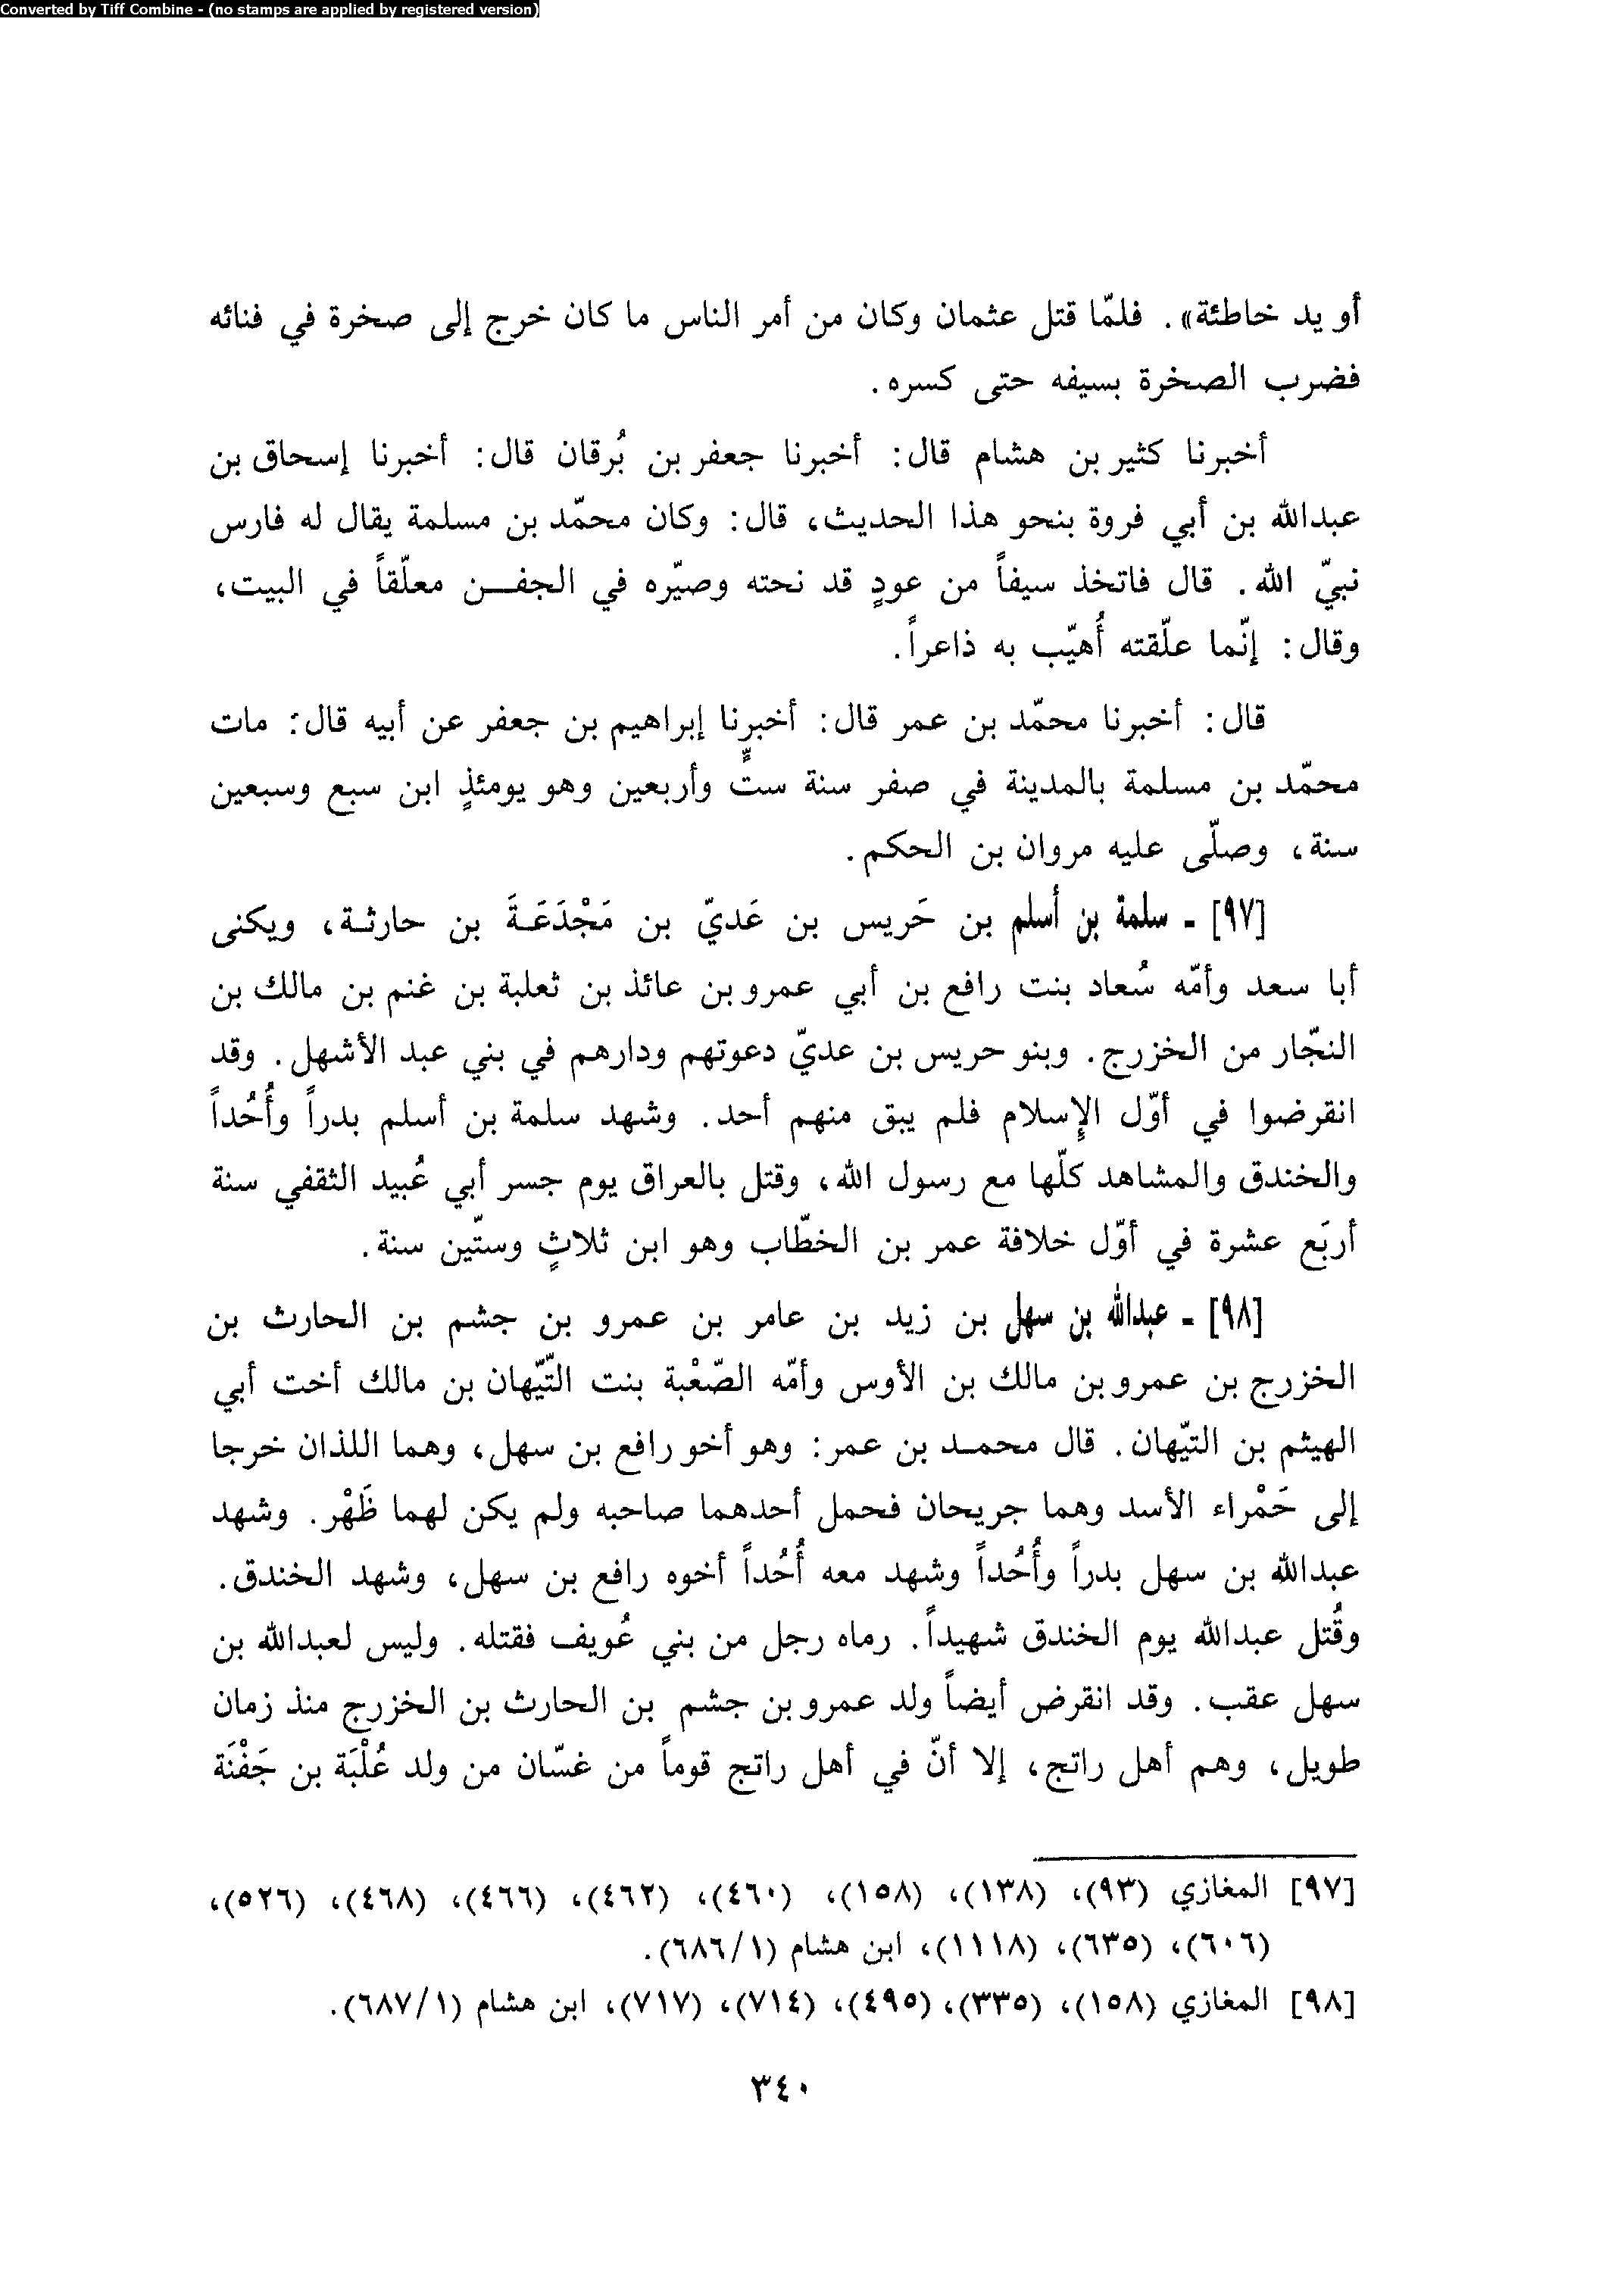 Converted by Tiff Combine - (no stamps are applied by registered version)
أو يد خاطئة». فلمّا قتل عثمان وكان من أمر الناس ما كان خرج إلى صخرة في فنائه
فضرب الصخرة بسيفه حتى كسره.
أخبرنا كثير بن هشام قال: أخبرنا جعفر بن بُرقان قال: أخبرنا إسحاق بن
عبدالله بن أبي فروة بنحو هذا الحديث، قال: وكان محمّد بن مسلمة يقال له فارس
نبيّ الله. قال فاتخذ سيفاً من عودٍ قد نحته وصيّره في الجفن معلّقاً في البيت،
وقال: إنّما علّقته أُهيّب به ذاعراً.
قال: أخبرنا محمّد بن عمر قال: أخبرنا إبراهيم بن جعفر عن أبيه قال: مات
محمّد بن مسلمة بالمدينة في صفر سنة ستٍّ وأربعين وهو يومئذٍ ابن سبع وسبعين
سنة، وصلّى عليه مروان بن الحكم.
[٩٧] - سلمة بن أسلم بن حَريس بن عَديّ بن مَجْدَعَةَ بن حارثة، ويكنى
أبا سعد وأمّه سُعاد بنت رافع بن أبي عمرو بن عائذ بن ثعلبة بن غنم بن مالك بن
النجّار من الخزرج. وبنو حريس بن عديّ دعوتهم ودارهم في بني عبد الأشهل. وقد
انقرضوا في أوّل الإسلام فلم يبق منهم أحد. وشهد سلمة بن أسلم بدراً وأُحُداً
والخندق والمشاهد كلّها مع رسول الله، وقتل بالعراق يوم جسر أبي عُبيد الثقفي سنة
أربَع عشرة في أوّل خلافة عمر بن الخطّاب وهو ابن ثلاثٍ وستّين سنة.
[٩٨] - عبدالله بن سهل بن زيد بن عامر بن عمرو بن جشم بن الحارث بن
الخزرج بن عمرو بن مالك بن الأوس وأمّه الصّعْبة بنت التّيّهان بن مالك أخت أبي
الهيثم بن التيّهان. قال محمد بن عمر: وهو أخو رافع بن سهل، وهما اللذان خرجا
إلى حَمْراء الأسد وهما جريحان فحمل أحدهما صاحبه ولم يكن لهما ظَهْر. وشهد
عبدالله بن سهل بدراً وأُحُداً وشهد معه أُحُداً أخوه رافع بن سهل، وشهد الخندق.
وقُتل عبدالله يوم الخندق شهيداً. رماه رجل من بني عُويف فقتله. وليس لعبدالله بن
سهل عقب. وقد انقرض أيضاً ولد عمرو بن جشم بن الحارث بن الخزرج منذ زمان
طويل، وهم أهل راتج، إلا أنّ في أهل راتج قوماً من غسّان من ولد عُلْبَة بن جَفْنَة
[٩٧] المغازي (٩٣)، (١٣٨)، (١٥٨)، (٤٦٠)، (٤٦٢)، (٤٦٦)، (٤٦٨)، (٥٢٦)،
(٦٠٦)، (٦٣٥)، (١١١٨)، ابن هشام (١/٦٨٦).
[٩٨] المغازي (١٥٨)، (٣٣٥)، (٤٩٥)، (٧١٤)، (٧١٧)، ابن هشام (١/٦٨٧).
٣٤٠